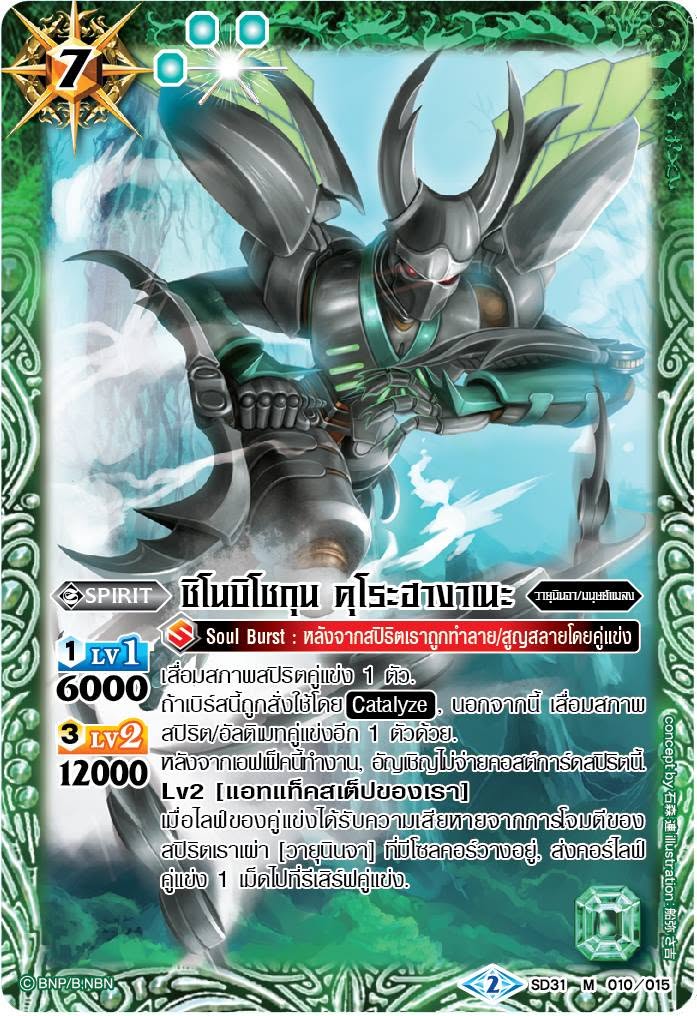 7
ชิโนบิโชกุน คุโระฮางาเนะ
SPIRIT
วายุนินจา/มนุษย์แมลง
Soul Burst : หลังจากสปิริตเราถูกทำลาย/สูญสลายโดยคู่แข่ง
1 LV1
6000
3 LV2
12000
เสื่อมสภาพสปิริตคู่แข่ง 1 ตัว.
ถ้าเบิร์สนี้ถูกสั่งใช้โดย Catalyze , นอกจากนี้ เสื่อมสภาพ
สปิริต/อัลติเมทคู่แข่งอีก 1 ตัวด้วย.
หลังจากเอฟเฟ็คนี้ทำงาน, อัญเชิญไม่จ่ายคอสต์การ์ดสปิริตนี้.
Lv2 [แอทแท็คสเต็ปของเรา]
เมื่อไลฟ์ของคู่แข่งได้รับความเสียหายจากการโจมตีของ
สปิริตเราเผ่า [วายุนินจา] ที่มีโซลคอร์วางอยู่, ส่งคอร์ไลฟ์
คู่แข่ง 1 เม็ดไปที่รีเสิร์ฟคู่แข่ง.
concept by 石森 連 illustration : 船弥さ吉
©BNP/B,NBN
2
SD31 M 010/015